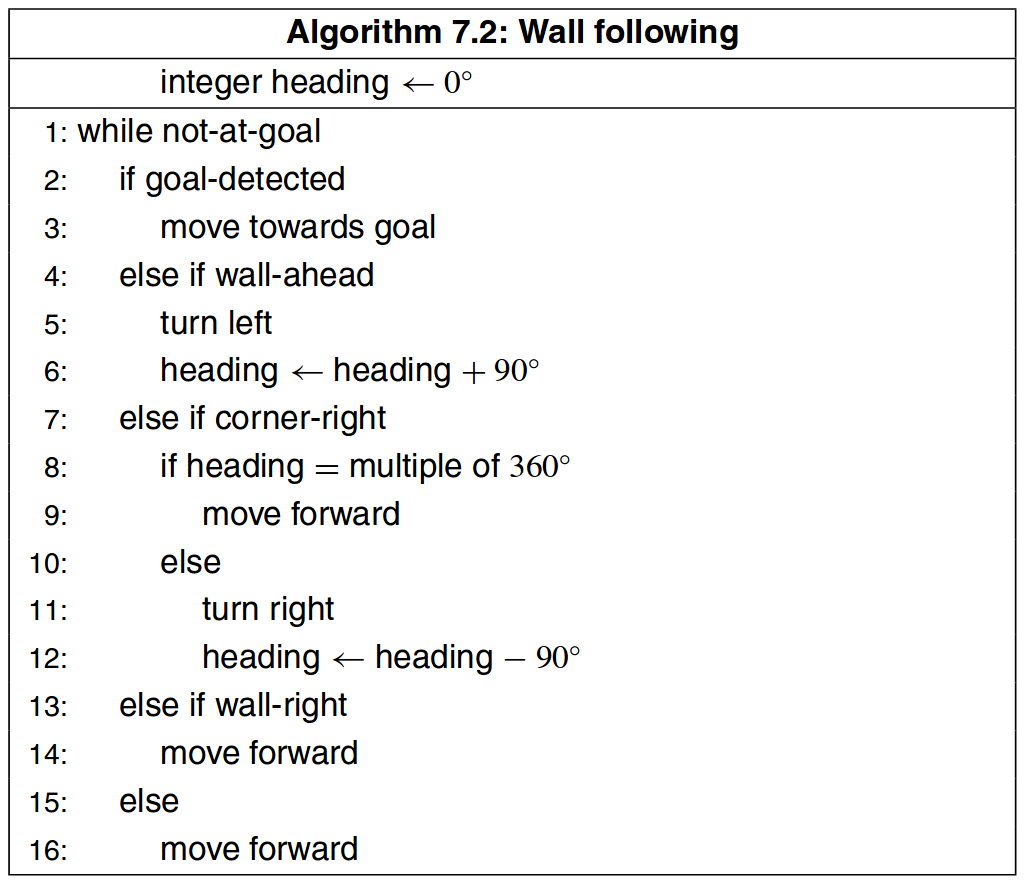 Algorithm 7.2: Wall following
integer heading ← 0°
1: while not-at-goal
2: if goal-detected
3: move towards goal
4: else if wall-ahead
5: turn left
6: heading ← heading + 90°
7: else if corner-right
8: if heading = multiple of 360°
9: move forward
10: else
11: turn right
12: heading ← heading − 90°
13: else if wall-right
14: move forward
15: else
16: move forward